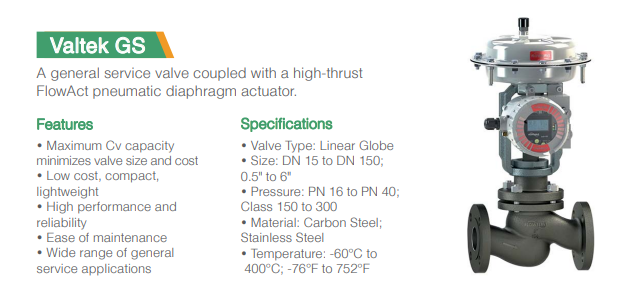 Valtek GS
A general service valve coupled with a high-thrust
FlowAct pneumatic diaphragm actuator.
Features
• Maximum Cv capacity
minimizes valve size and cost
• Low cost, compact,
lightweight
• High performance and
reliability
• Ease of maintenance
• Wide range of general
service applications
Specifications
• Valve Type: Linear Globe
• Size: DN 15 to DN 150;
0.5" to 6"
• Pressure: PN 16 to PN 40;
Class 150 to 300
• Material: Carbon Steel;
Stainless Steel
• Temperature: -60°C to
400°C; -76°F to 752°F